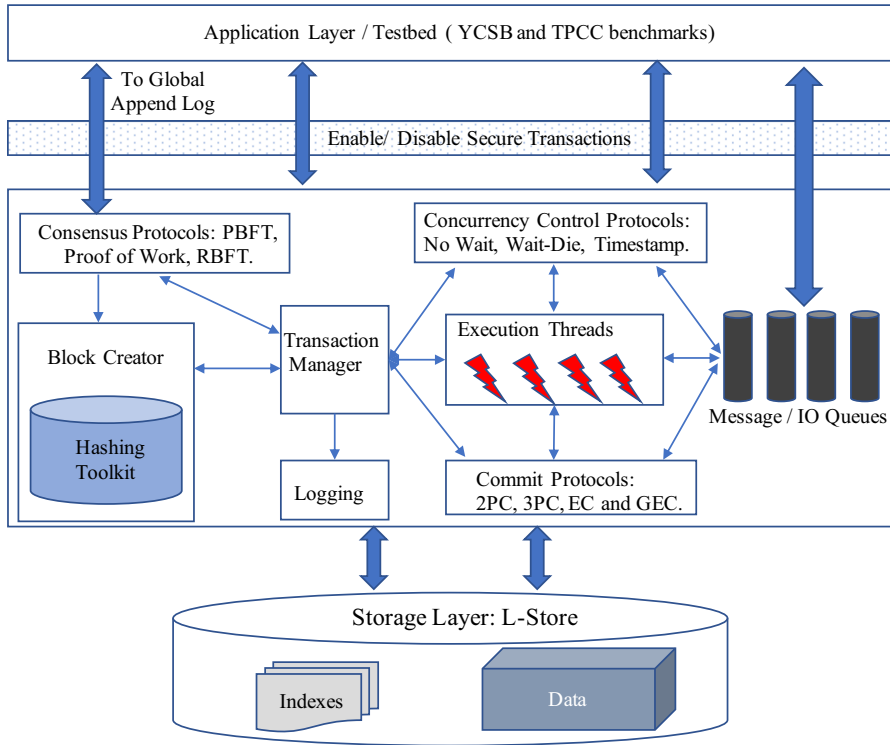 Application Layer / Testbed ( YCSB and TPCC benchmarks)
To Global
Append Log
Enable/ Disable Secure Transactions
Consensus Protocols: PBFT,
Proof of Work, RBFT.
Concurrency Control Protocols:
No Wait, Wait-Die, Timestamp.
Block Creator
Hashing
Toolkit
Transaction
Manager
Execution Threads
Message / IO Queues
Logging
Commit Protocols:
2PC, 3PC, EC and GEC.
Storage Layer: L-Store
Indexes
Data